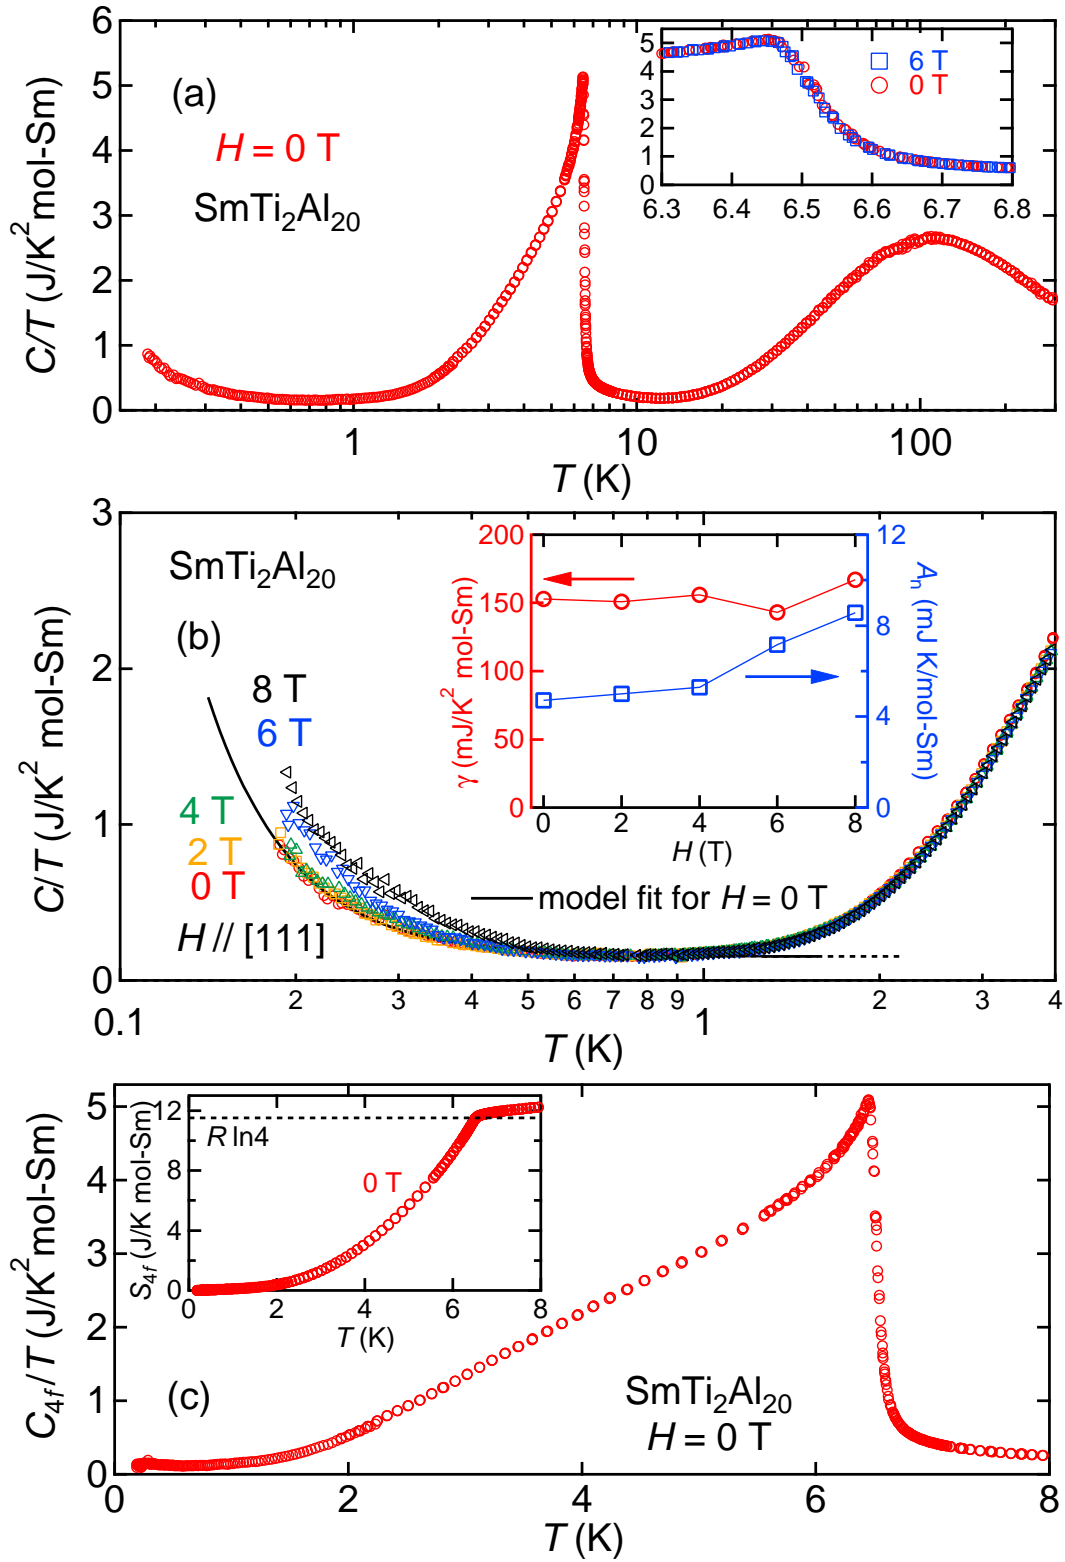 6
5
4
3
2
1
0
C/T (J/K² mol-Sm)
(a)
H = 0 T
SmTi₂Al₂₀
5
4
3
2
1
0
6 T
0 T
6.3 6.4 6.5 6.6 6.7 6.8
1 10 100
T (K)
3
2
1
0
C/T (J/K² mol-Sm)
SmTi₂Al₂₀
(b)
8 T
6 T
4 T
2 T
0 T
H // [111]
200
150
100
50
0
γ (mJ/K² mol-Sm)
12
8
4
0
Aₙ (mJ K/mol-Sm)
0 2 4 6 8
H (T)
model fit for H = 0 T
0.1 2 3 4 5 6 7 8 9 1 2 3 4
T (K)
5
4
3
2
1
0
C₄f/T (J/K² mol-Sm)
12
8
4
0
S₄f (J/K mol-Sm)
R ln4
0 T
0 2 4 6 8
T (K)
(c)
SmTi₂Al₂₀
H = 0 T
0 2 4 6 8
T (K)